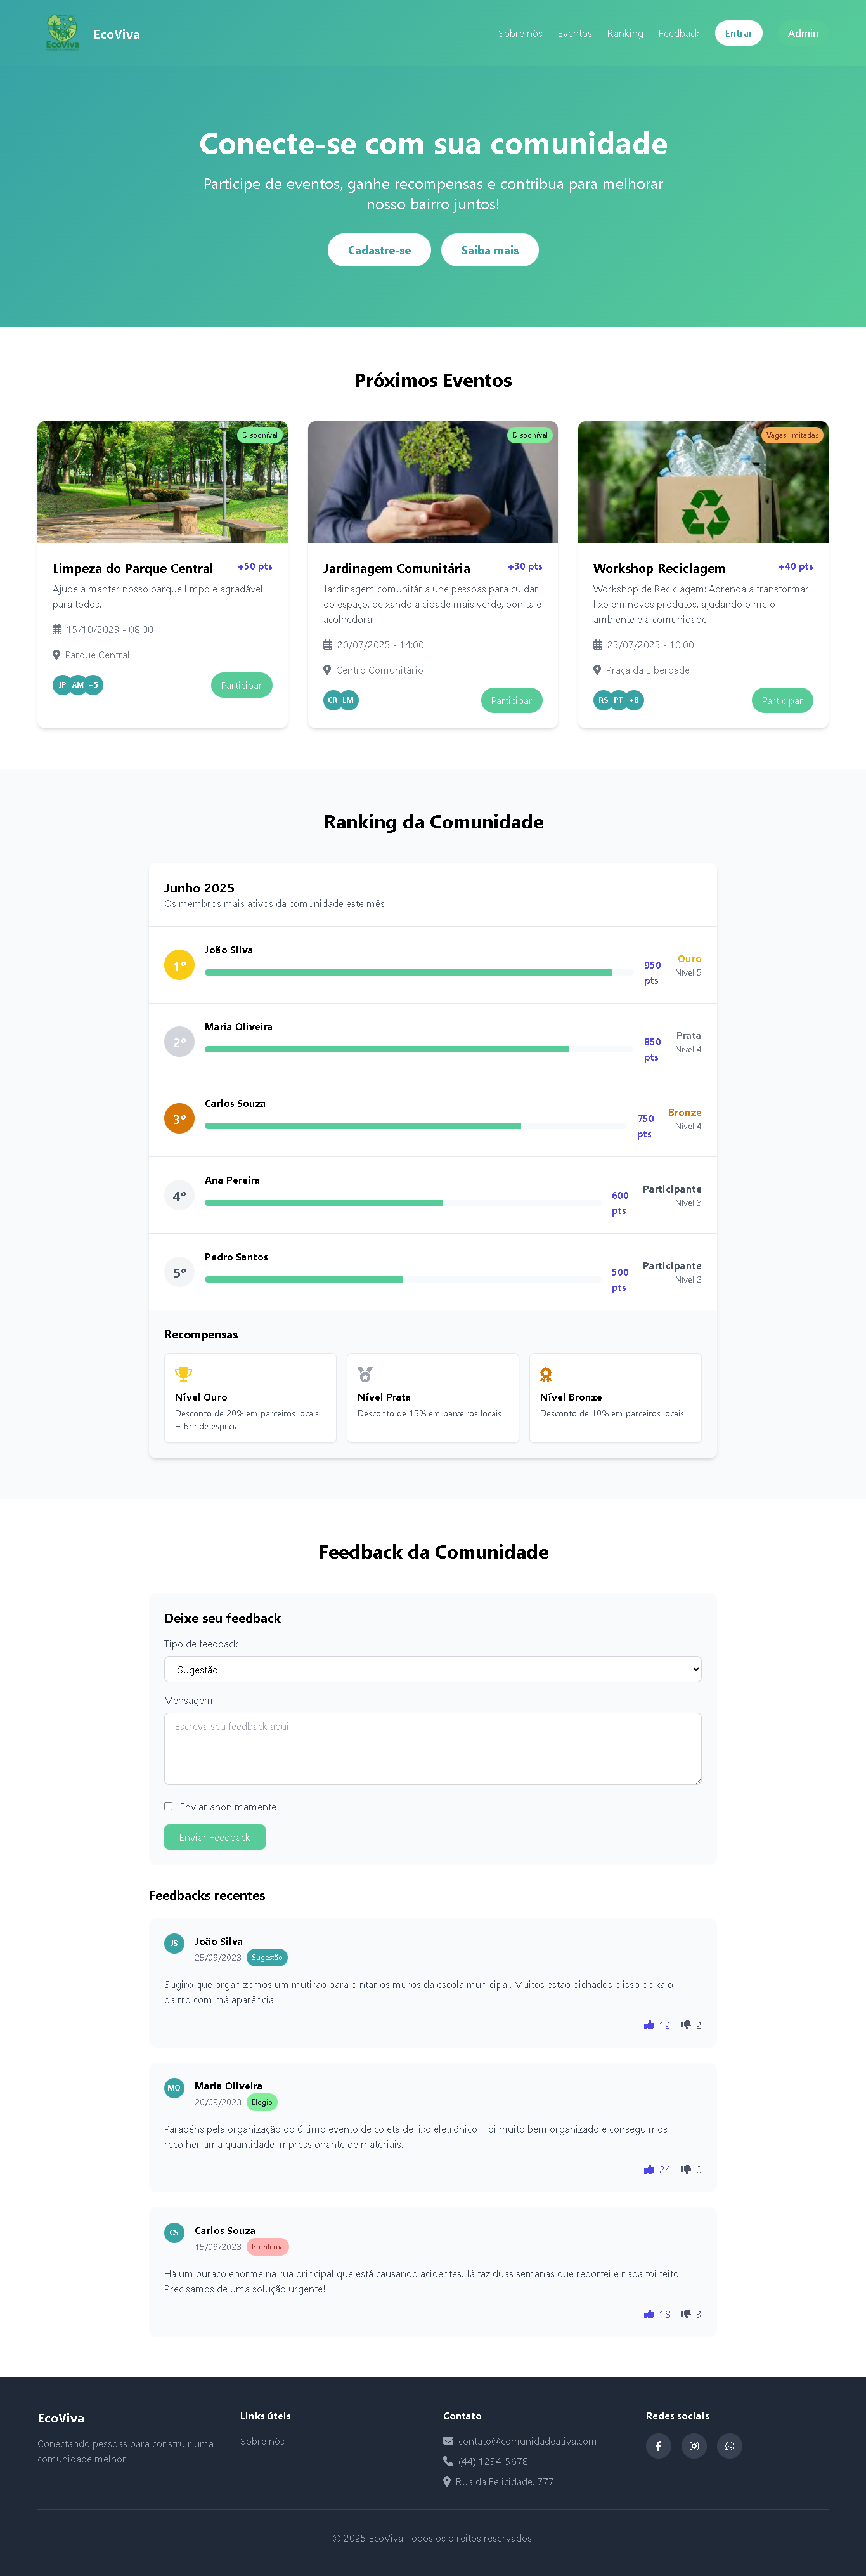 EcoViva
EcoViva
Sobre nós
Eventos
Ranking
Feedback
Entrar
Admin
Conecte-se com sua comunidade
Participe de eventos, ganhe recompensas e contribua para melhorar
nosso bairro juntos!
Cadastre-se
Saiba mais
Próximos Eventos
Disponível
Limpeza do Parque Central
+50 pts
Ajude a manter nosso parque limpo e agradável
para todos.
15/10/2023 - 08:00
Parque Central
JP
AM
+5
Participar
Disponível
Jardinagem Comunitária
+30 pts
Jardinagem comunitária une pessoas para cuidar
do espaço, deixando a cidade mais verde, bonita e
acolhedora.
20/07/2025 - 14:00
Centro Comunitário
CR
LM
Participar
Vagas limitadas
Workshop Reciclagem
+40 pts
Workshop de Reciclagem: Aprenda a transformar
lixo em novos produtos, ajudando o meio
ambiente e a comunidade.
25/07/2025 - 10:00
Praça da Liberdade
RS
PT
+8
Participar
Ranking da Comunidade
Junho 2025
Os membros mais ativos da comunidade este mês
1º
João Silva
950
pts
Ouro
Nível 5
2º
Maria Oliveira
850
pts
Prata
Nível 4
3º
Carlos Souza
750
pts
Bronze
Nível 4
4º
Ana Pereira
600
pts
Participante
Nível 3
5º
Pedro Santos
500
pts
Participante
Nível 2
Recompensas
Nível Ouro
Desconto de 20% em parceiros locais
+ Brinde especial
Nível Prata
Desconto de 15% em parceiros locais
Nível Bronze
Desconto de 10% em parceiros locais
Feedback da Comunidade
Deixe seu feedback
Tipo de feedback
Sugestão
Mensagem
Escreva seu feedback aqui...
Enviar anonimamente
Enviar Feedback
Feedbacks recentes
JS
João Silva
25/09/2023
Sugestão
Sugiro que organizemos um mutirão para pintar os muros da escola municipal. Muitos estão pichados e isso deixa o
bairro com má aparência.
12
2
MO
Maria Oliveira
20/09/2023
Elogio
Parabéns pela organização do último evento de coleta de lixo eletrônico! Foi muito bem organizado e conseguimos
recolher uma quantidade impressionante de materiais.
24
0
CS
Carlos Souza
15/09/2023
Problema
Há um buraco enorme na rua principal que está causando acidentes. Já faz duas semanas que reportei e nada foi feito.
Precisamos de uma solução urgente!
18
3
EcoViva
Conectando pessoas para construir uma
comunidade melhor.
Links úteis
Sobre nós
Contato
contato@comunidadeativa.com
(44) 1234-5678
Rua da Felicidade, 777
Redes sociais
© 2025 EcoViva. Todos os direitos reservados.